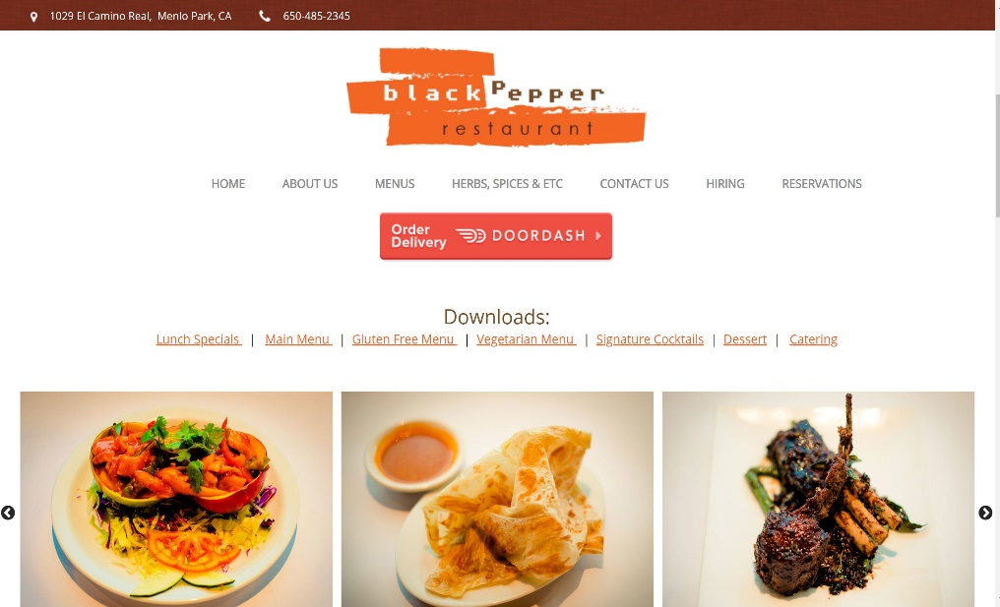 1029 El Camino Real, Menlo Park, CA 650-485-2345
black Pepper
restaurant
HOME ABOUT US MENUS HERBS, SPICES & ETC CONTACT US HIRING RESERVATIONS
Order Delivery DOORDASH
Downloads:
Lunch Specials | Main Menu | Gluten Free Menu | Vegetarian Menu | Signature Cocktails | Dessert | Catering